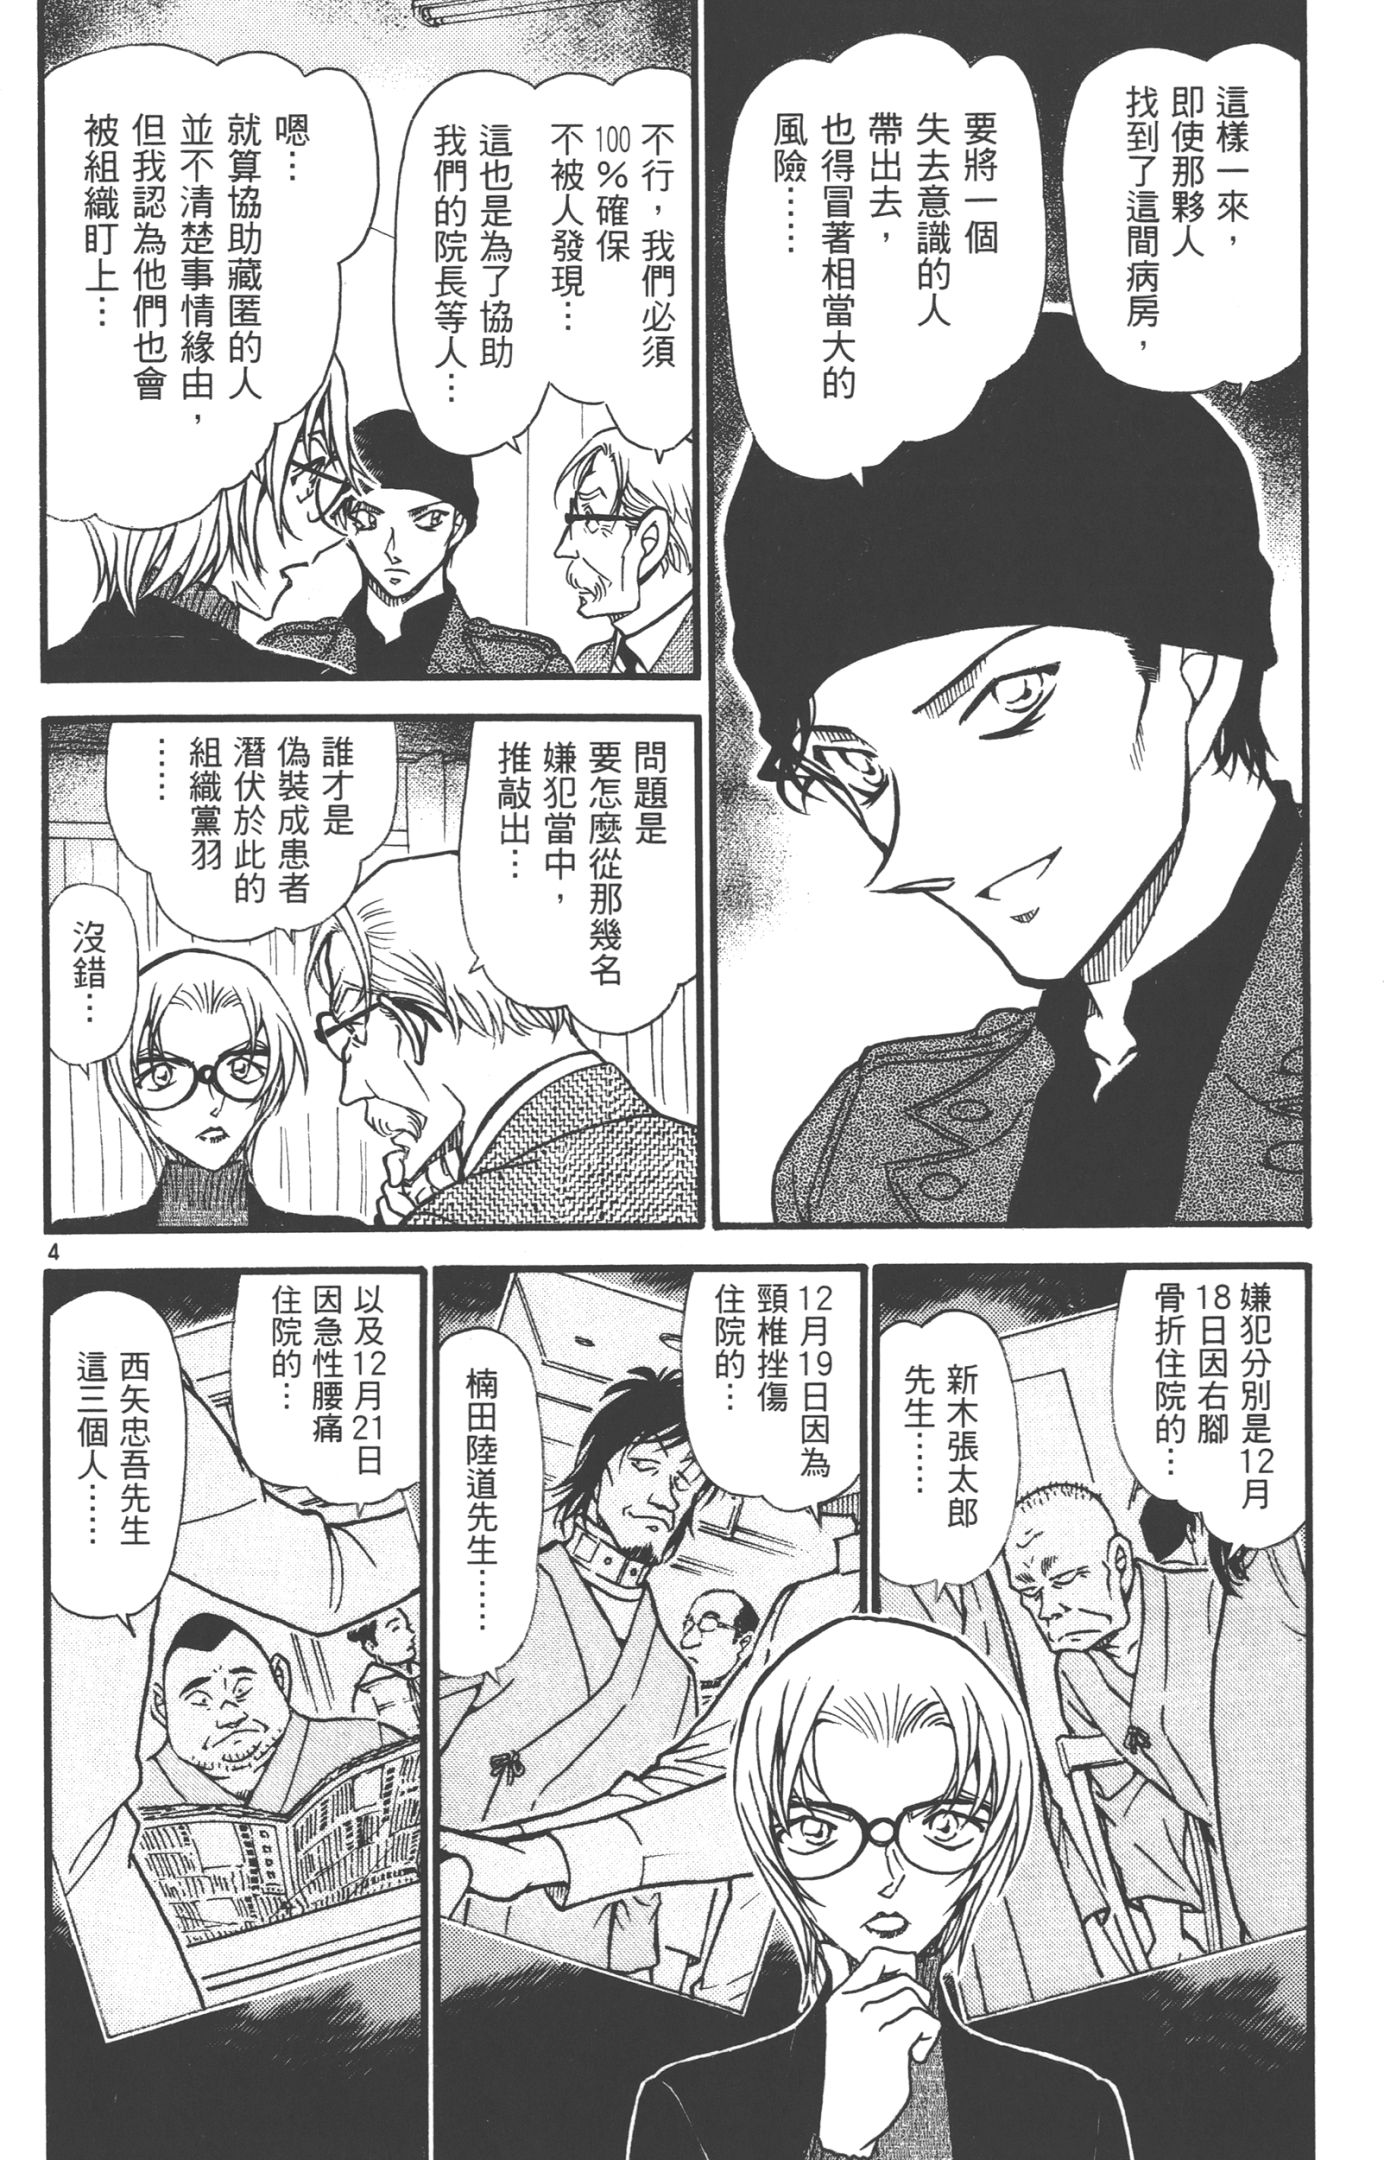 這樣一來，
即使那夥人
找到了這間病房，
要將一個
失去意識的人
帶出去，
也得冒著相當大的
風險……
不行，我們必須
100%確保
不被人發現…
這也是為了協助
我們的院長等人…
嗯…
就算協助藏匿的人
並不清楚事情緣由，
但我認為他們也會
被組織盯上…
問題是
要怎麼從那幾名
嫌犯當中，
推敲出…
誰才是
偽裝成患者
潛伏於此的
組織黨羽
……
沒錯…
4
嫌犯分別是12月
18日因右腳
骨折住院的…
新木張太郎
先生……
12月19日因為
頸椎挫傷
住院的…
楠田陸道先生……
以及12月21日
因急性腰痛
住院的…
西矢忠吾先生
這三個人……